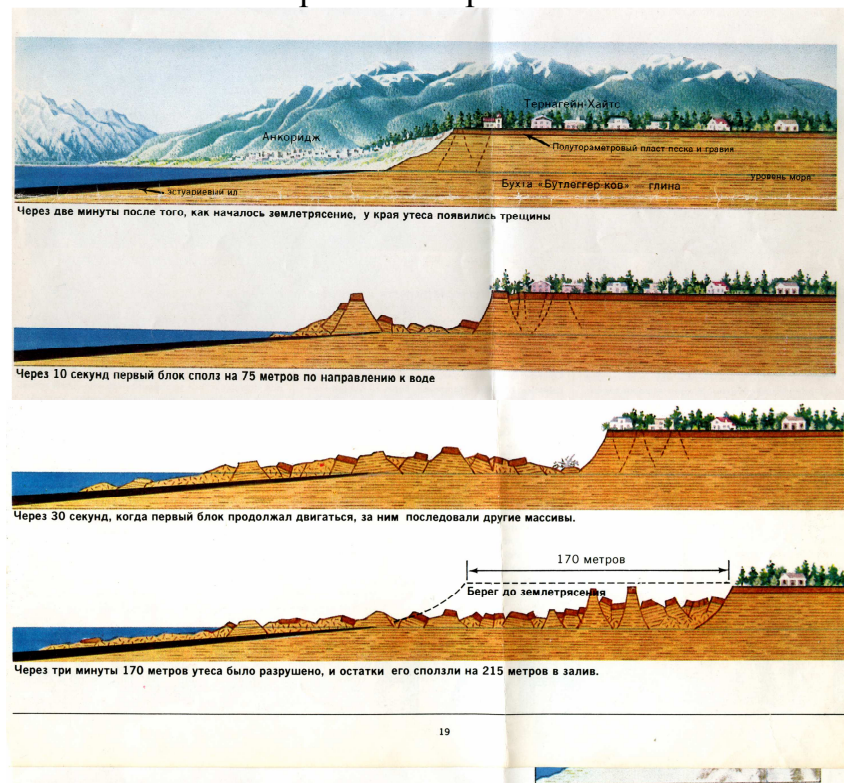 Тернагейн-Хайтс
Анкоридж
Полутораметровый пласт песка и гравия
уровень моря
эстуариевый ил
Бухта «Бутлеггер ков» глина
Через две минуты после того, как началось землетрясение, у края утеса появились трещины
Через 10 секунд первый блок сполз на 75 метров по направлению к воде
Через 30 секунд, когда первый блок продолжал двигаться, за ним последовали другие массивы.
170 метров
Берег до землетрясения
Через три минуты 170 метров утеса было разрушено, и остатки его сползли на 215 метров в залив.
19